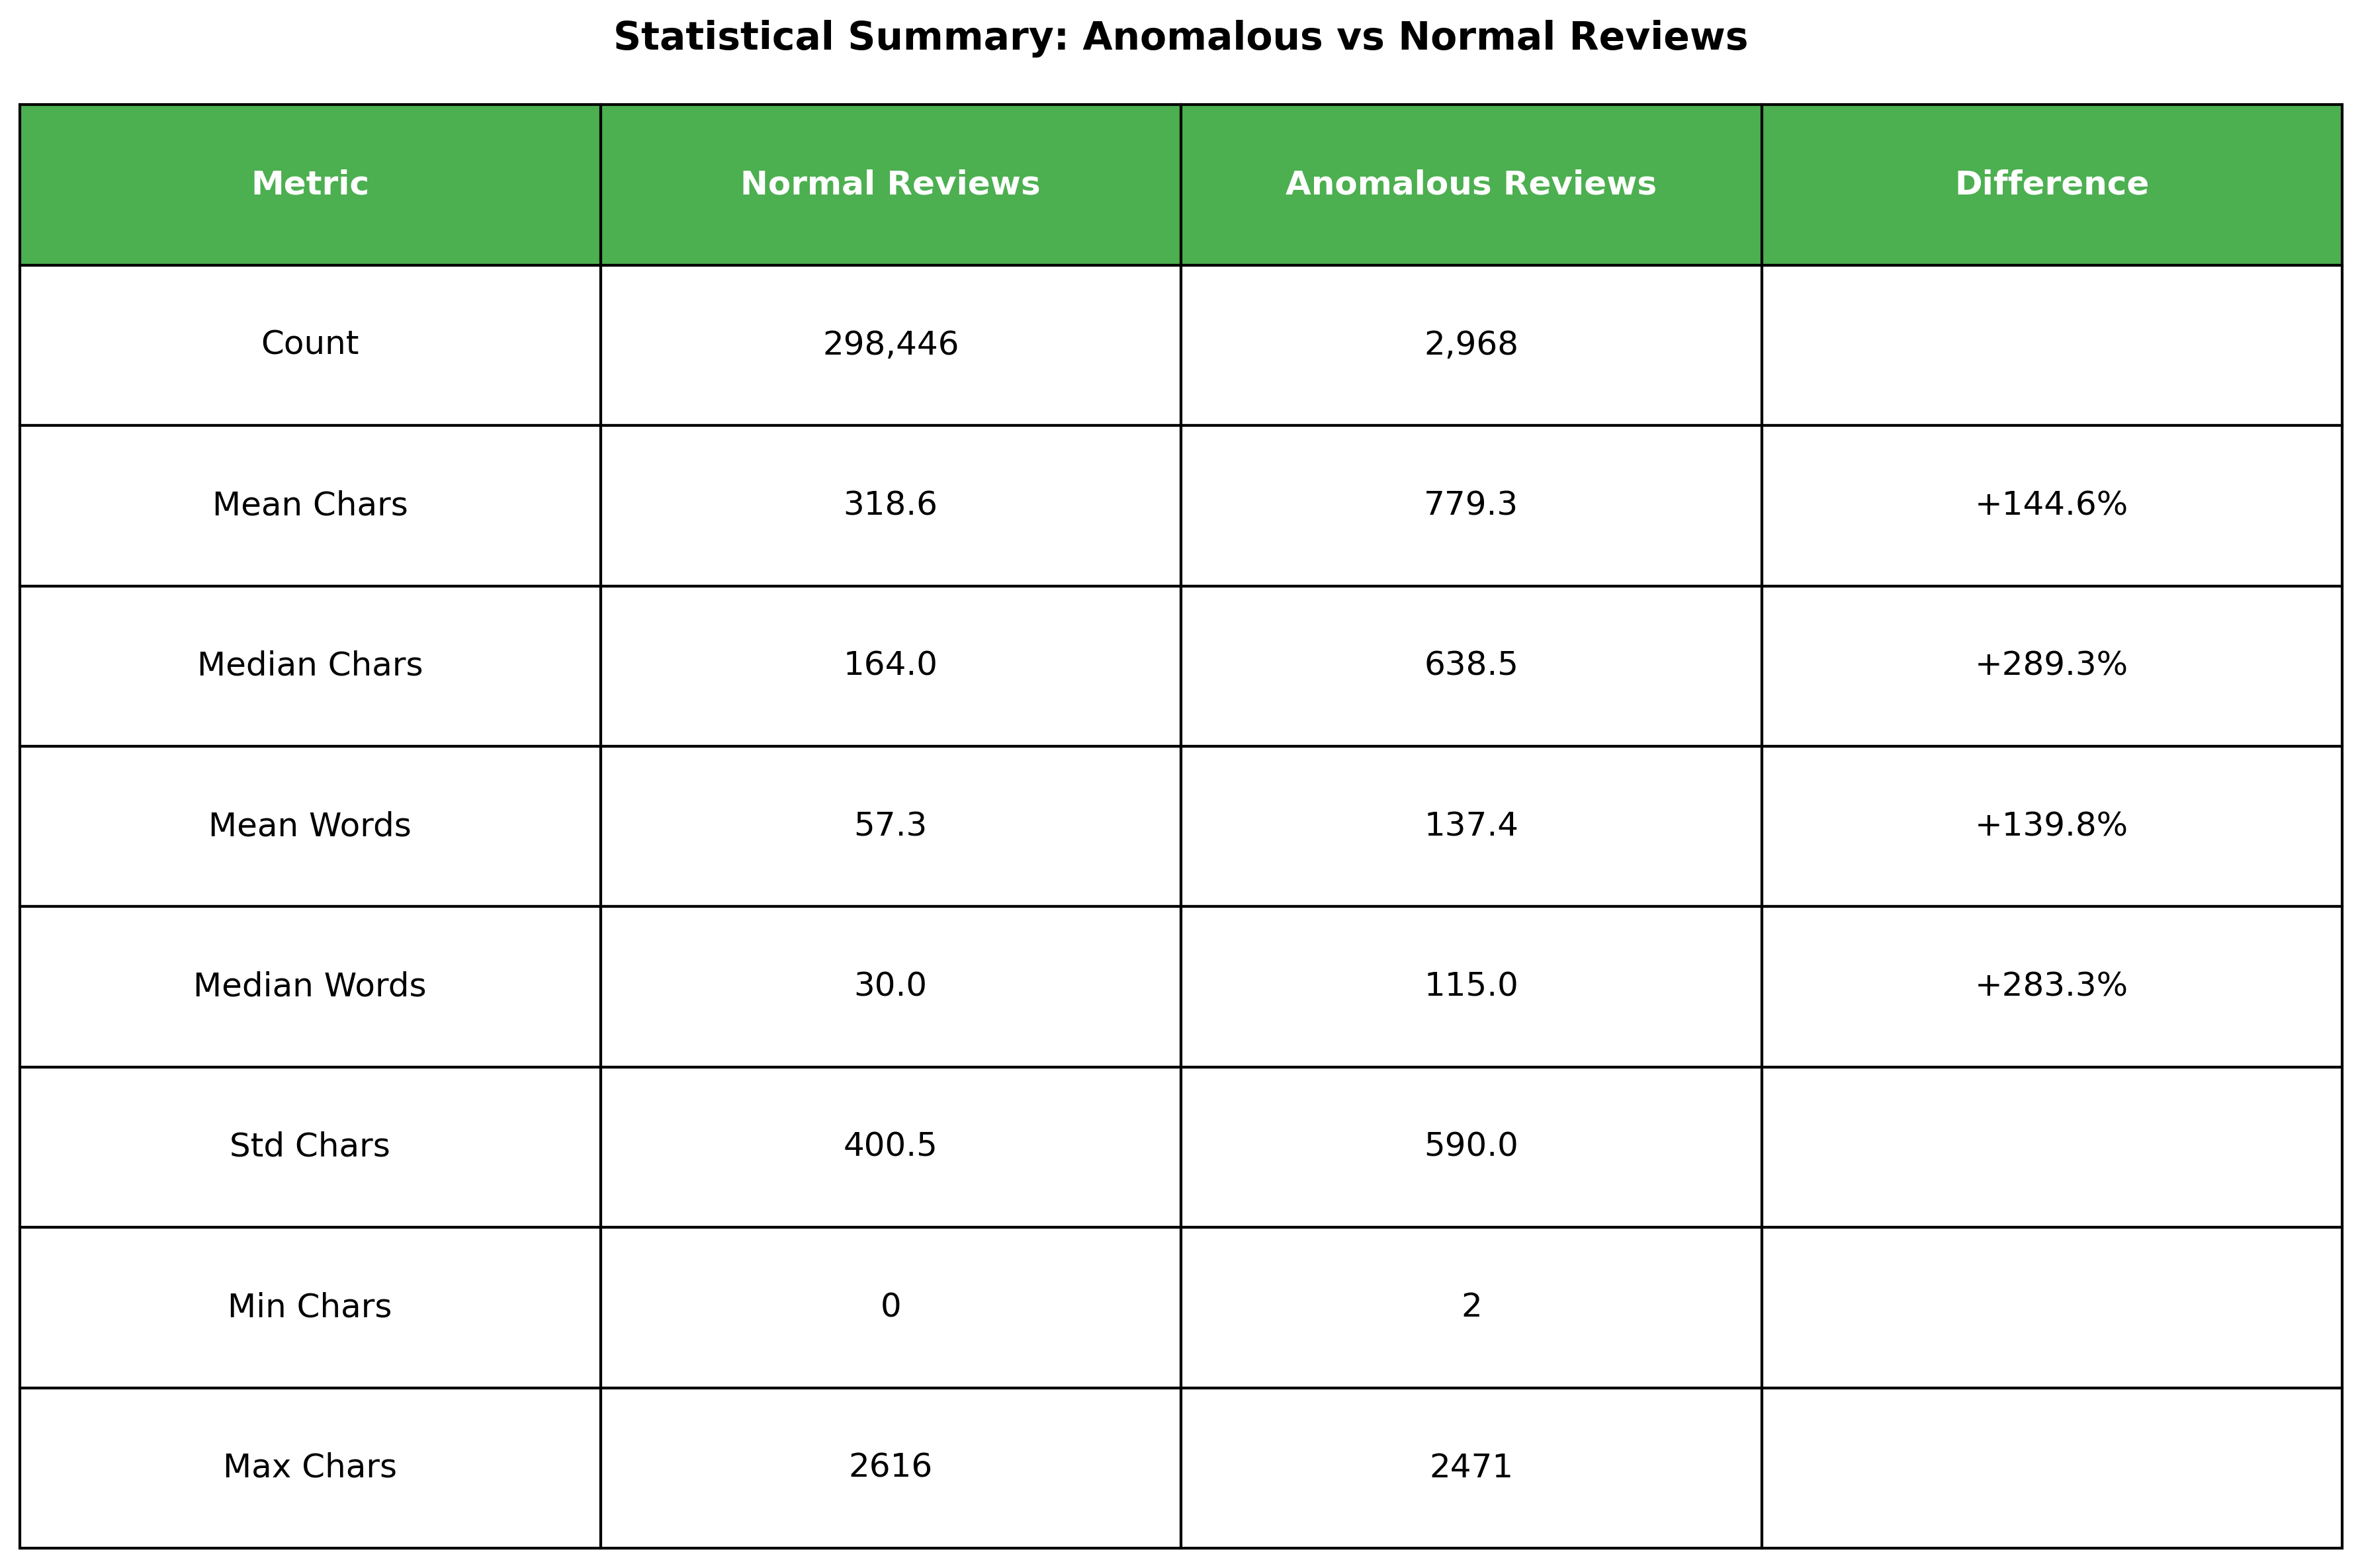 Statistical Summary: Anomalous vs Normal Reviews
Metric Normal Reviews Anomalous Reviews Difference
Count 298,446 2,968
Mean Chars 318.6 779.3 +144.6%
Median Chars 164.0 638.5 +289.3%
Mean Words 57.3 137.4 +139.8%
Median Words 30.0 115.0 +283.3%
Std Chars 400.5 590.0
Min Chars 0 2
Max Chars 2616 2471